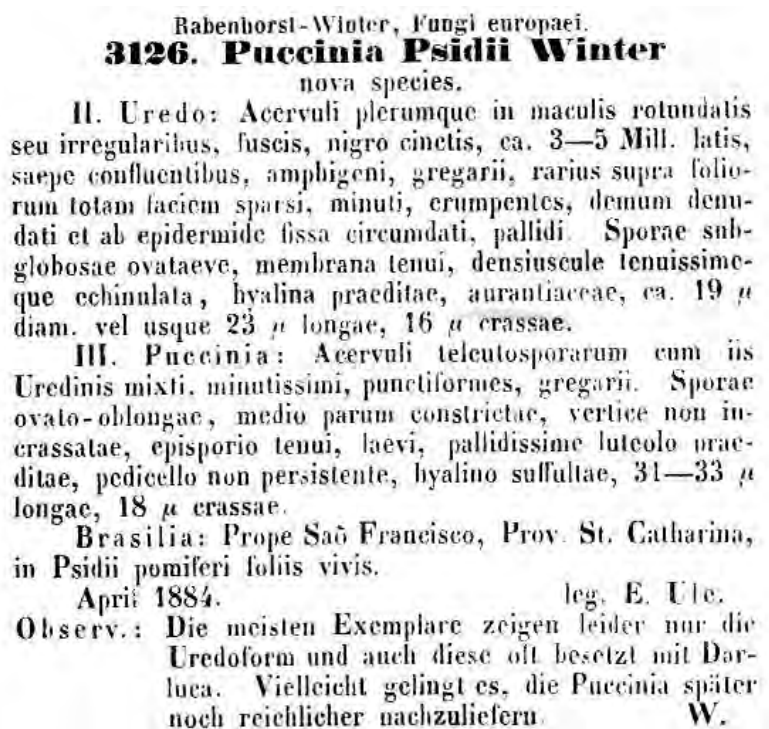 Rabenhorst-Winter, Fungi europaei.
3126. Puccinia Psidii Winter
nova species.
II. Uredo: Acervuli plerumque in maculis rotundatis
seu irregularibus, fuscis, nigro cinctis, ca. 3—5 Mill. latis,
saepe confluentibus, amphigeni, gregarii, rarius supra folio-
rum totam faciem sparsi, minuti, erumpentes, demum denu-
dati et ab epidermide fissa circumdati, pallidi. Sporae sub-
globosae ovataeve, membrana tenui, densiuscule tenuissime-
que echinulata, hyalina praeditae, aurantiaceae, ca. 19 µ
diam. vel usque 23 µ longae, 16 µ crassae.
III. Puccinia: Acervuli teleutosporarum cum iis
Uredinis mixti, minutissimi, punctiformes, gregarii. Sporae
ovato-oblongae, medio parum constrictae, vertice non in-
crassatae, episporio tenui, laevi, pallidissime luteolo prae-
ditae, pedicello non persistente, hyalino suffultae, 31—33 µ
longae, 18 µ crassae.
Brasilia: Prope Saõ Francisco, Prov. St. Catharina,
in Psidii pomiferi foliis vivis.
April 1884. leg. E. Ule.
Observ.: Die meisten Exemplare zeigen leider nur die
Uredoform und auch diese oft besetzt mit Dar-
luca. Vielleicht gelingt es, die Puccinia später
noch reichlicher nachzuliefern. W.